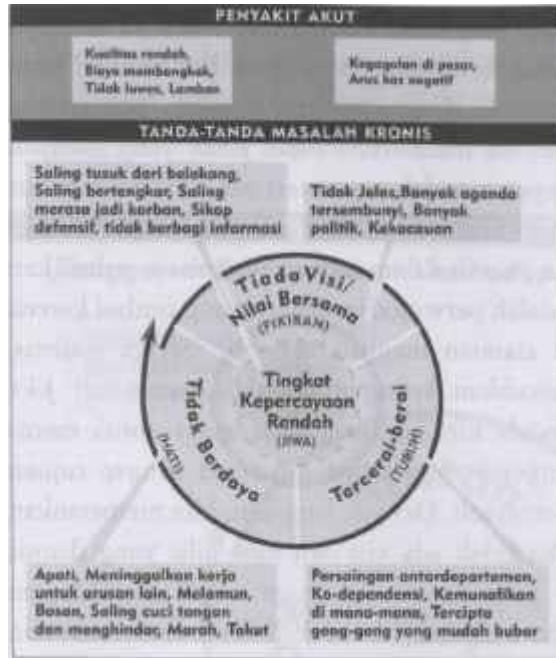 PENYAKIT AKUT
Kualitas rendah,
Biaya membengkak,
Tidak luwes, Lamban
Kegagalan di pasar,
Arus kas negatif
TANDA-TANDA MASALAH KRONIS
Saling tusuk dari belakang,
Saling bertengkar, Saling
merasa jadi korban, Sikap
defensif, tidak berbagi informasi
Tidak Jelas, Banyak agenda
tersembunyi, Banyak
politik, Kekacauan
Tiada Visi/
Nilai Bersama
(PIKIRAN)
Tingkat
Kepercayaan
Rendah
(JIWA)
Tidak Berdaya
(HATI)
Tercerai-berai
(TUBUH)
Apati, Meninggalkan kerja
untuk urusan lain, Melamun,
Bosan, Saling cuci tangan
dan menghindar, Marah, Takut
Persaingan antardepartemen,
Ko-dependensi, Kemunafikan
di mana-mana, Tercipta
geng-geng yang mudah bubar